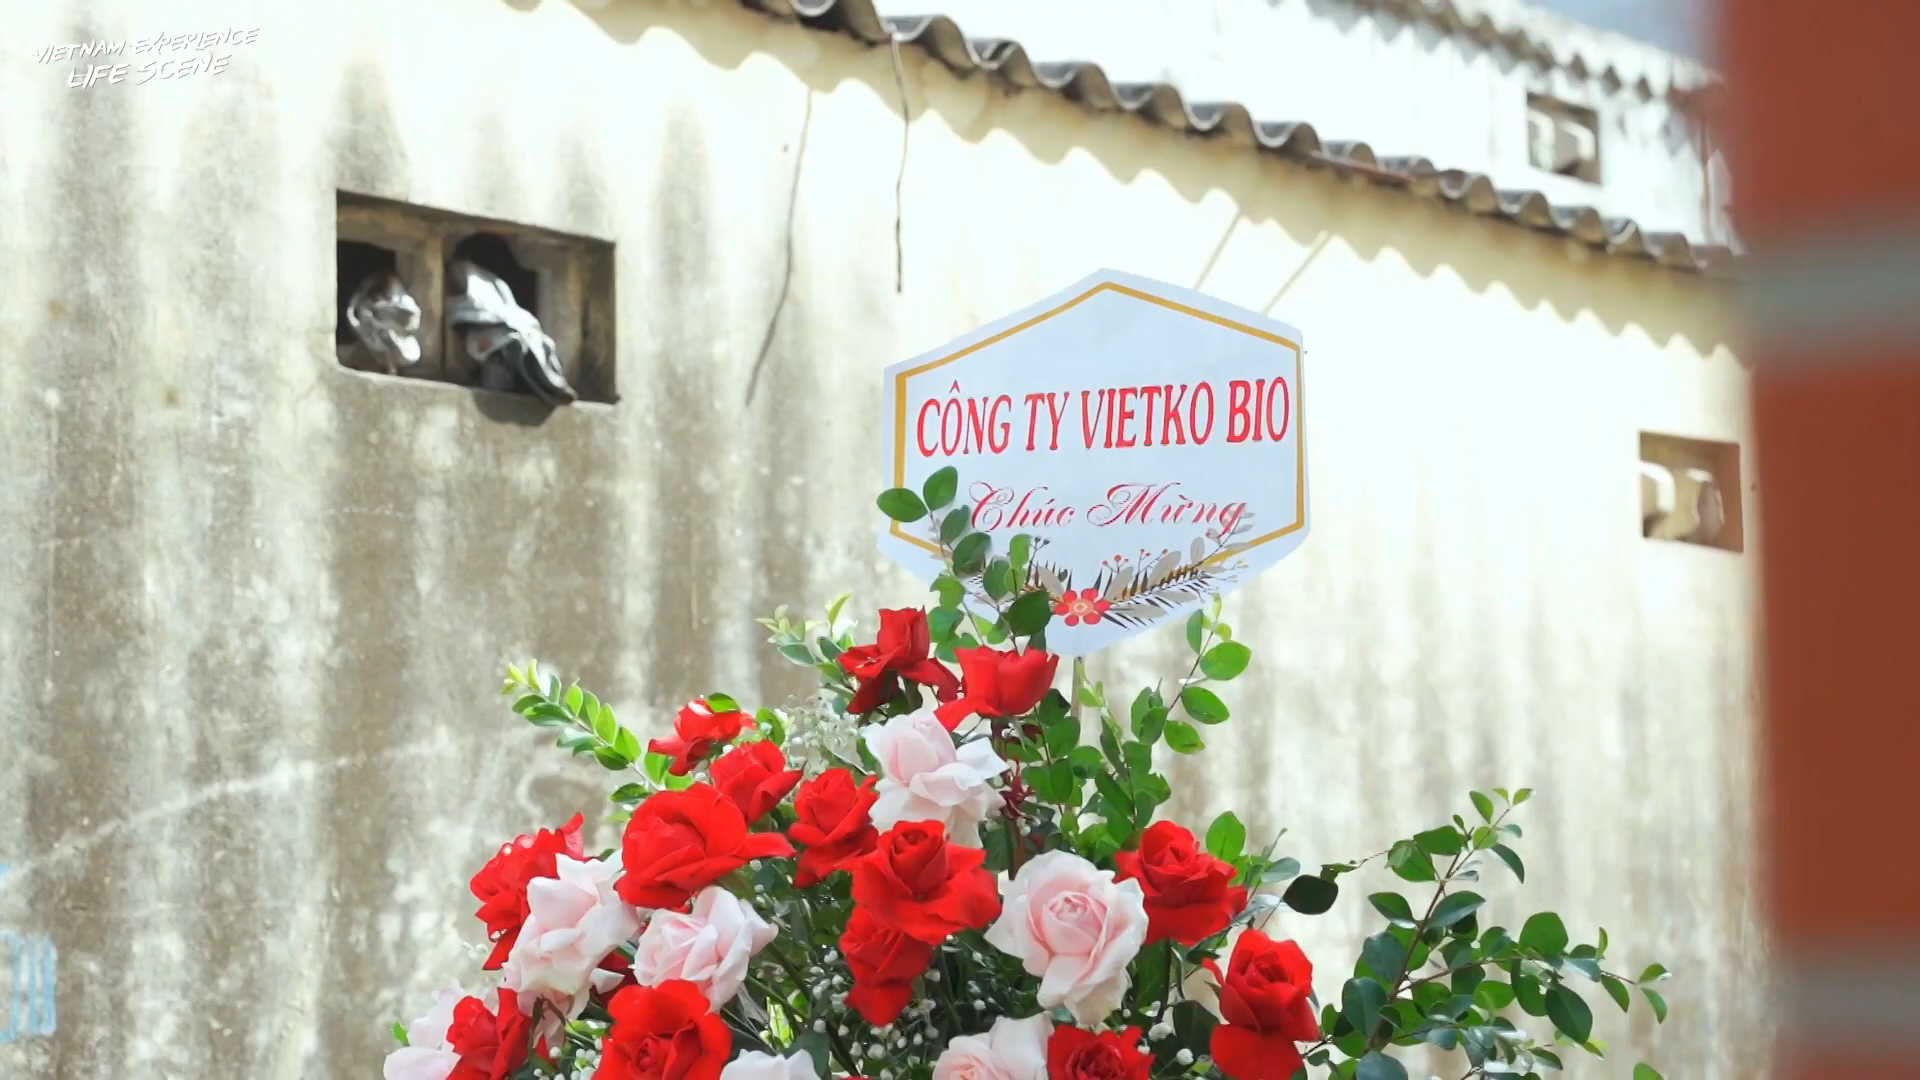 VIETNAM EXPERIENCE
LIFE SCENE
CÔNG TY VIETKO BIO
Chúc Mừng